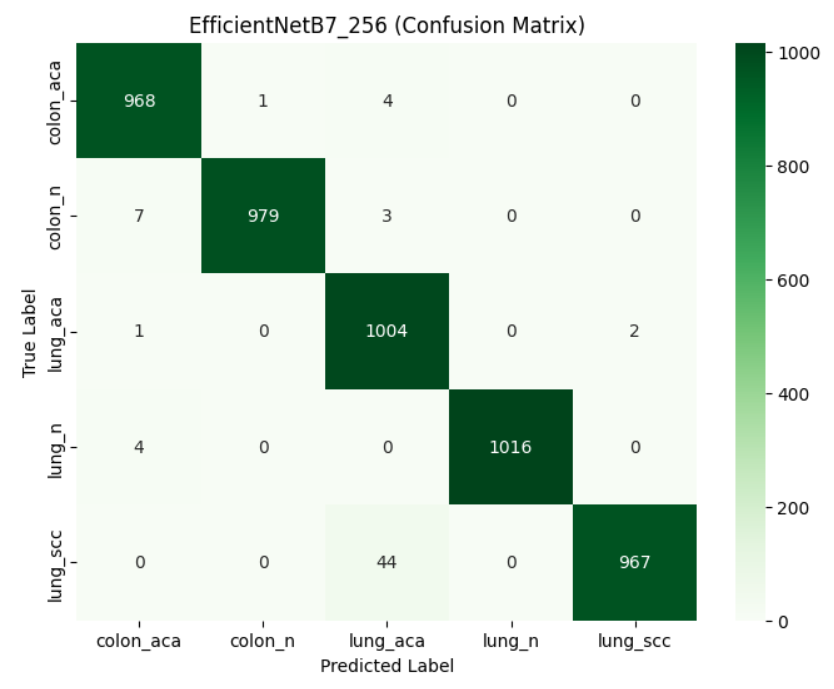 EfficientNetB7_256 (Confusion Matrix)
True Label
colon_aca 968 1 4 0 0
colon_n 7 979 3 0 0
lung_aca 1 0 1004 0 2
lung_n 4 0 0 1016 0
lung_scc 0 0 44 0 967
colon_aca colon_n lung_aca lung_n lung_scc
Predicted Label
1000
800
600
400
200
0